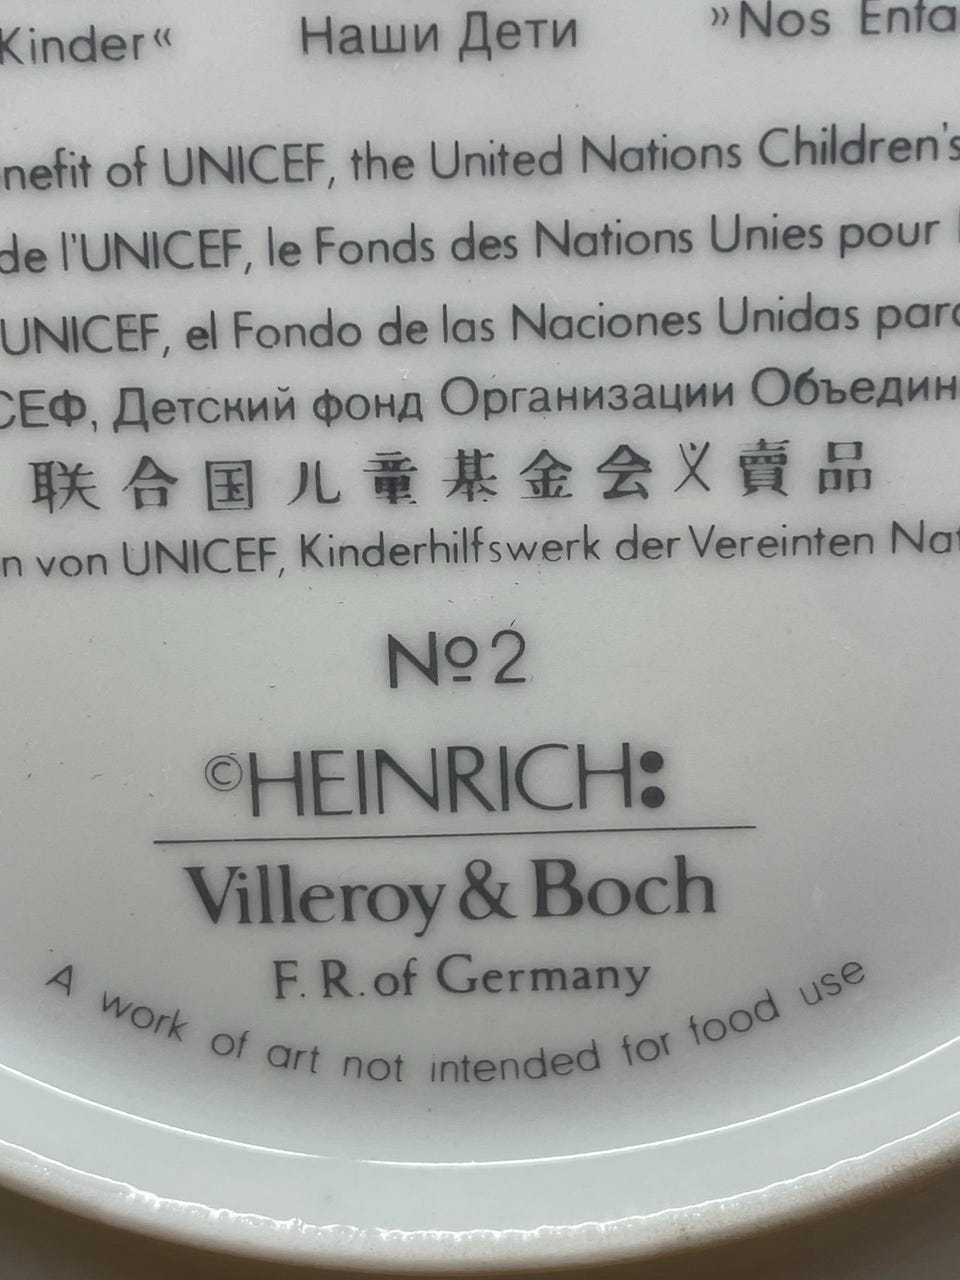 Kinder« Наши Дети »Nos Enfa
nefit of UNICEF, the United Nations Children's
de l'UNICEF, le Fonds des Nations Unies pour
UNICEF, el Fondo de las Naciones Unidas para
СЕФ, Детский фонд Организации Объедин
联合国儿童基金会义賣品
n von UNICEF, Kinderhilfswerk der Vereinten Nat
Nº 2
©HEINRICH:
Villeroy & Boch
F. R. of Germany
A work of art not intended for food use